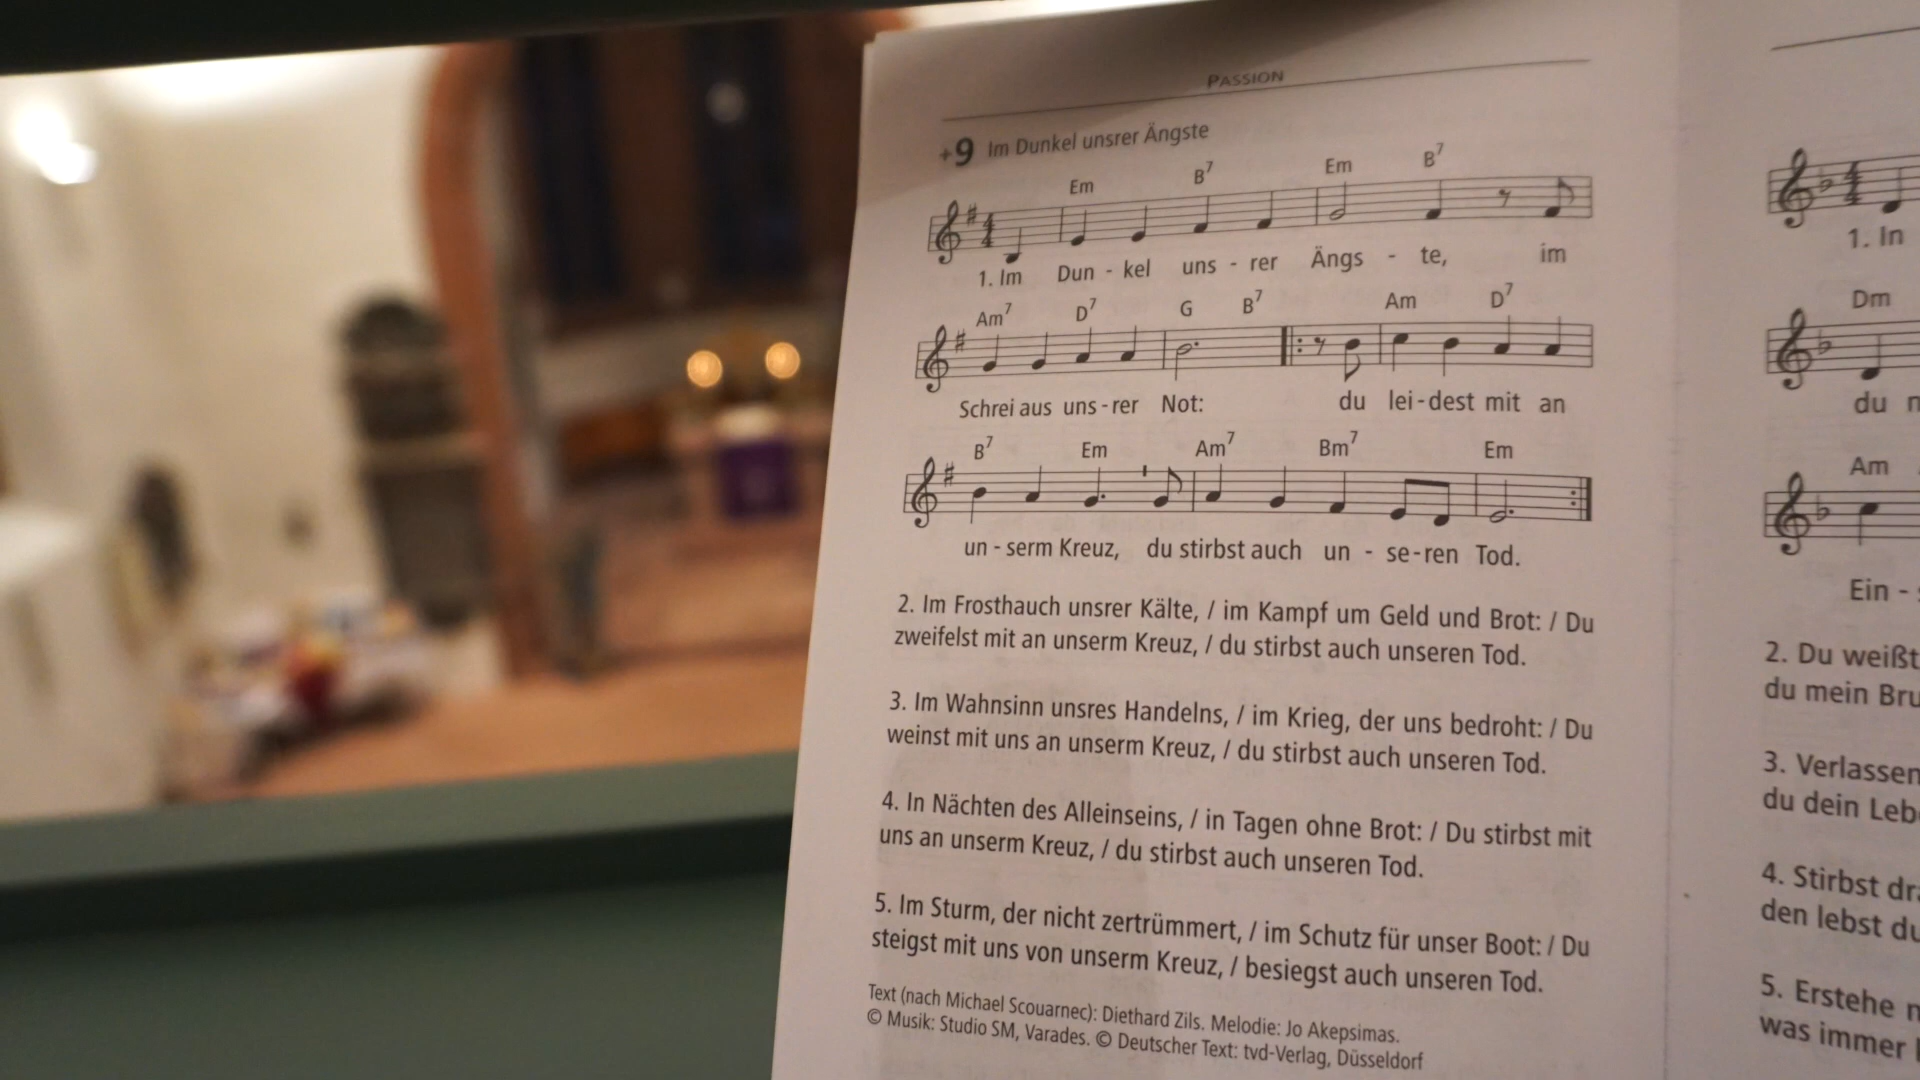 PASSION
+9 Im Dunkel unsrer Ängste
Em B7 Em B7
1. Im Dun - kel uns - rer Ängs - te, im
Am7 D7 G B7 Am D7
Schrei aus uns - rer Not: du lei - dest mit an
B7 Em Am7 Bm7 Em
un - serm Kreuz, du stirbst auch un - se - ren Tod.
2. Im Frosthauch unsrer Kälte, / im Kampf um Geld und Brot: / Du
zweifelst mit an unserm Kreuz, / du stirbst auch unseren Tod.
3. Im Wahnsinn unsres Handelns, / im Krieg, der uns bedroht: / Du
weinst mit uns an unserm Kreuz, / du stirbst auch unseren Tod.
4. In Nächten des Alleinseins, / in Tagen ohne Brot: / Du stirbst mit
uns an unserm Kreuz, / du stirbst auch unseren Tod.
5. Im Sturm, der nicht zertrümmert, / im Schutz für unser Boot: / Du
steigst mit uns von unserm Kreuz, / besiegst auch unseren Tod.
Text (nach Michael Scouarnec): Diethard Zils. Melodie: Jo Akepsimas.
© Musik: Studio SM, Varades. © Deutscher Text: tvd-Verlag, Düsseldorf
1. In
Dm
du
Am
Ein -
2. Du weißt
du mein
3.
du dein
4. Stirbst
den lebst
5. Erstehe
was immer